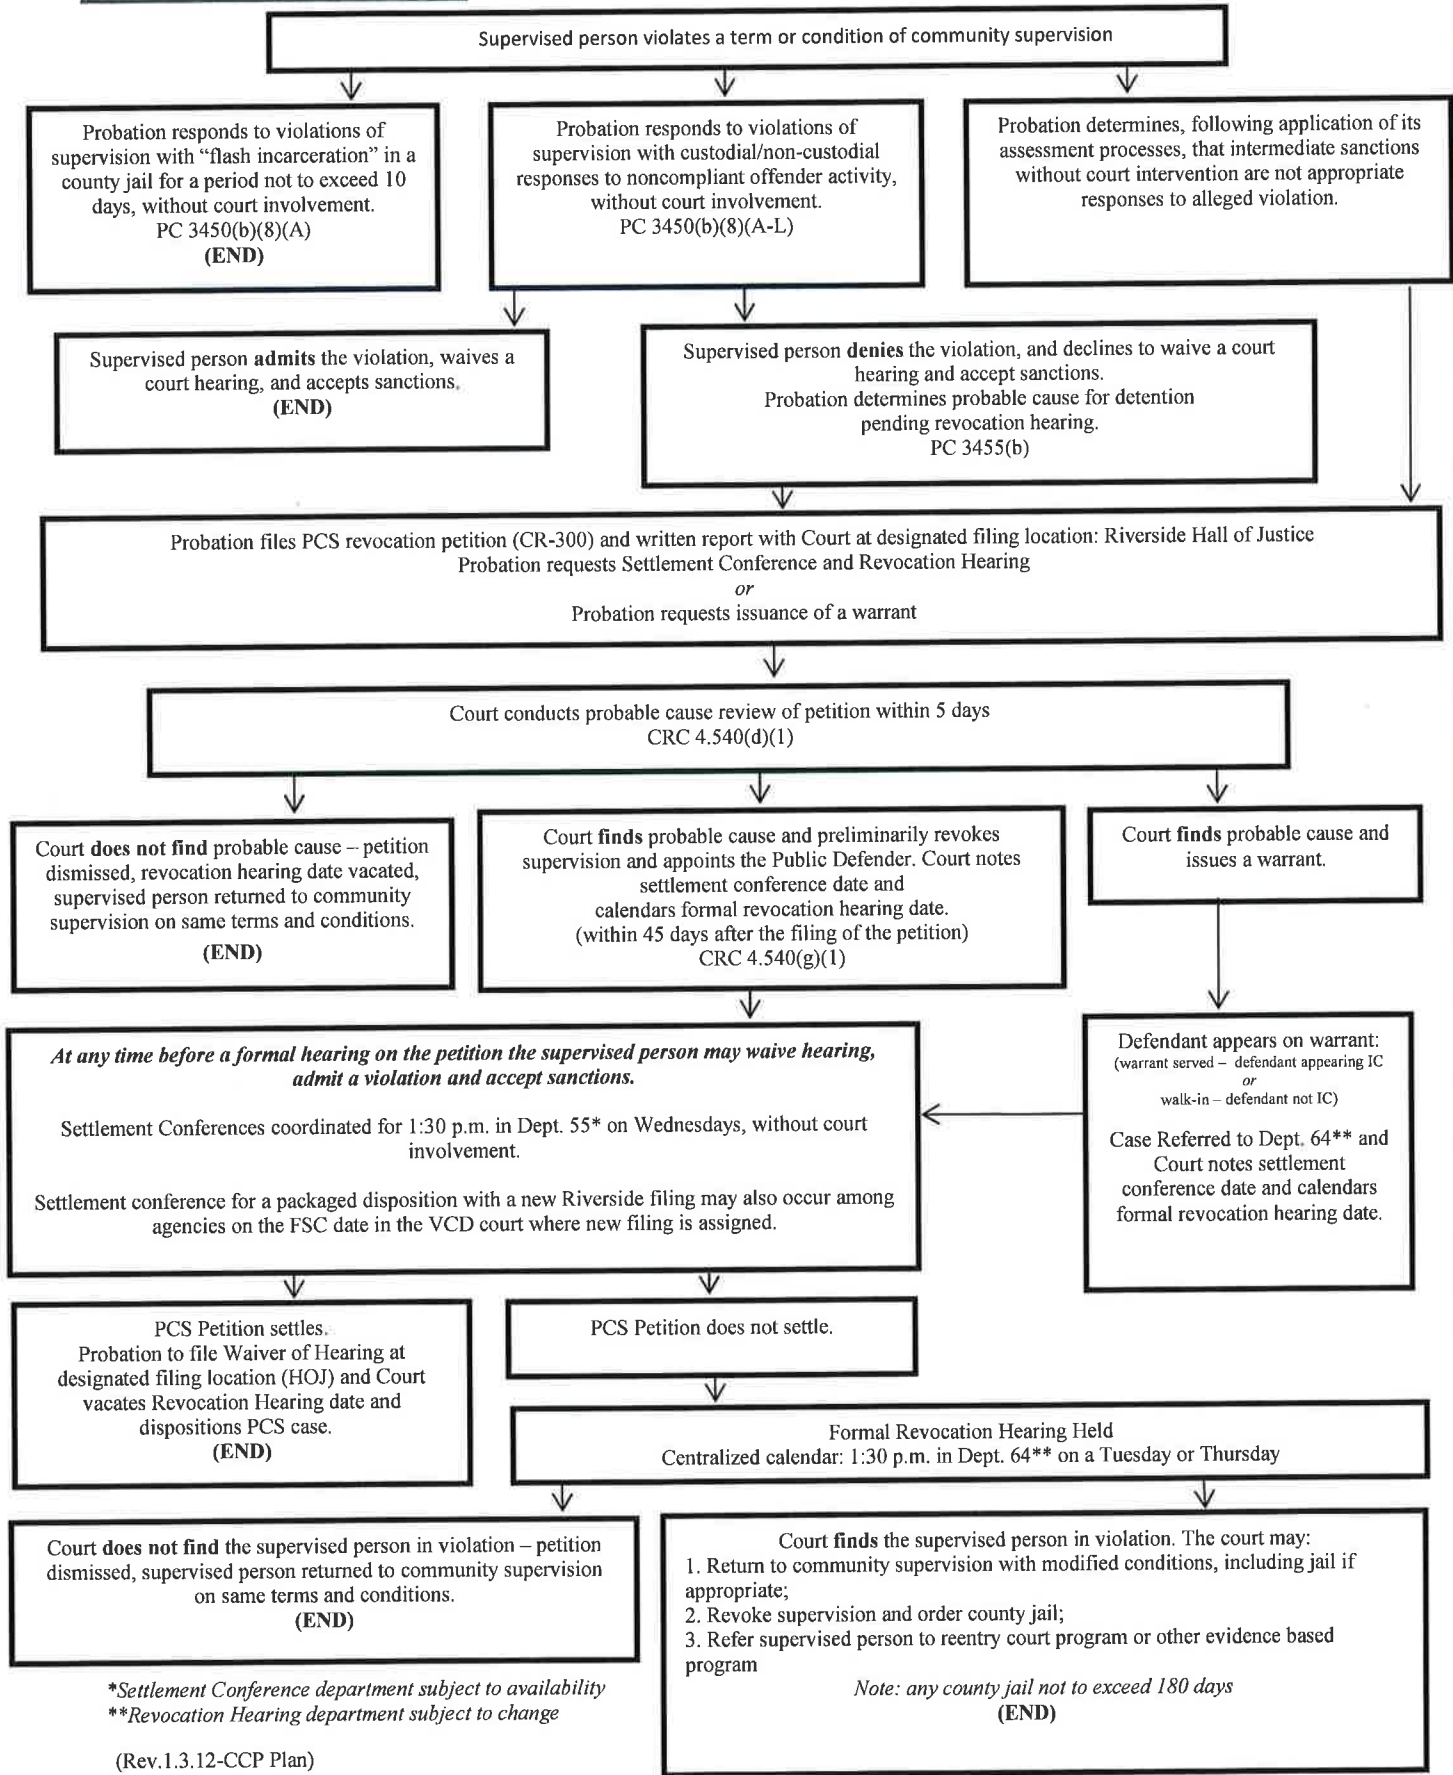 Supervised person violates a term or condition of community supervision
Probation responds to violations of
supervision with “flash incarceration” in a
county jail for a period not to exceed 10
days, without court involvement.
PC 3450(b)(8)(A)
(END)
Probation responds to violations of
supervision with custodial/non-custodial
responses to noncompliant offender activity,
without court involvement.
PC 3450(b)(8)(A-L)
Probation determines, following application of its
assessment processes, that intermediate sanctions
without court intervention are not appropriate
responses to alleged violation.
Supervised person admits the violation, waives a
court hearing, and accepts sanctions.
(END)
Supervised person denies the violation, and declines to waive a court
hearing and accept sanctions.
Probation determines probable cause for detention
pending revocation hearing.
PC 3455(b)
Probation files PCS revocation petition (CR-300) and written report with Court at designated filing location: Riverside Hall of Justice
Probation requests Settlement Conference and Revocation Hearing
or
Probation requests issuance of a warrant
Court conducts probable cause review of petition within 5 days
CRC 4.540(d)(1)
Court does not find probable cause – petition
dismissed, revocation hearing date vacated,
supervised person returned to community
supervision on same terms and conditions.
(END)
Court finds probable cause and preliminarily revokes
supervision and appoints the Public Defender. Court notes
settlement conference date and
calendars formal revocation hearing date.
(within 45 days after the filing of the petition)
CRC 4.540(g)(1)
Court finds probable cause and
issues a warrant.
At any time before a formal hearing on the petition the supervised person may waive hearing,
admit a violation and accept sanctions.
Settlement Conferences coordinated for 1:30 p.m. in Dept. 55* on Wednesdays, without court
involvement.
Settlement conference for a packaged disposition with a new Riverside filing may also occur among
agencies on the FSC date in the VCD court where new filing is assigned.
Defendant appears on warrant:
(warrant served – defendant appearing IC
or
walk-in – defendant not IC)
Case Referred to Dept. 64** and
Court notes settlement
conference date and calendars
formal revocation hearing date.
PCS Petition settles.
Probation to file Waiver of Hearing at
designated filing location (HOJ) and Court
vacates Revocation Hearing date and
dispositions PCS case.
(END)
PCS Petition does not settle.
Formal Revocation Hearing Held
Centralized calendar: 1:30 p.m. in Dept. 64** on a Tuesday or Thursday
Court does not find the supervised person in violation – petition
dismissed, supervised person returned to community supervision
on same terms and conditions.
(END)
Court finds the supervised person in violation. The court may:
1. Return to community supervision with modified conditions, including jail if
appropriate;
2. Revoke supervision and order county jail;
3. Refer supervised person to reentry court program or other evidence based
program
Note: any county jail not to exceed 180 days
(END)
*Settlement Conference department subject to availability
**Revocation Hearing department subject to change
(Rev.1.3.12-CCP Plan)